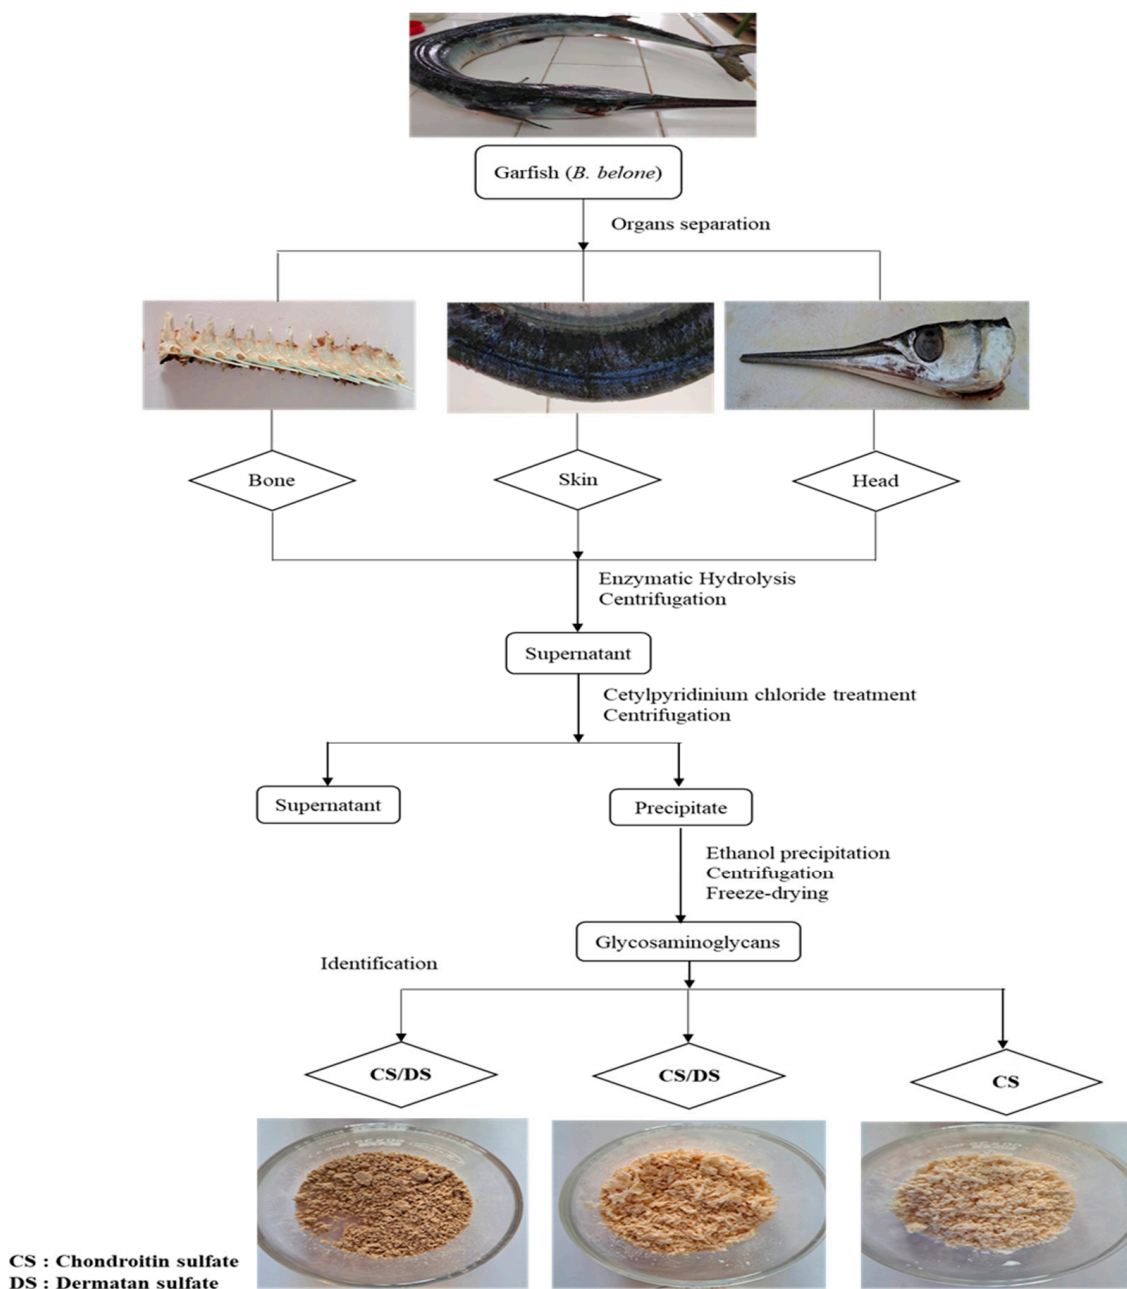 Garfish (B. belone)
Organs separation
Bone
Skin
Head
Enzymatic Hydrolysis
Centrifugation
Supernatant
Cetylpyridinium chloride treatment
Centrifugation
Supernatant
Precipitate
Ethanol precipitation
Centrifugation
Freeze-drying
Glycosaminoglycans
Identification
CS/DS
CS/DS
CS
CS : Chondroitin sulfate
DS : Dermatan sulfate